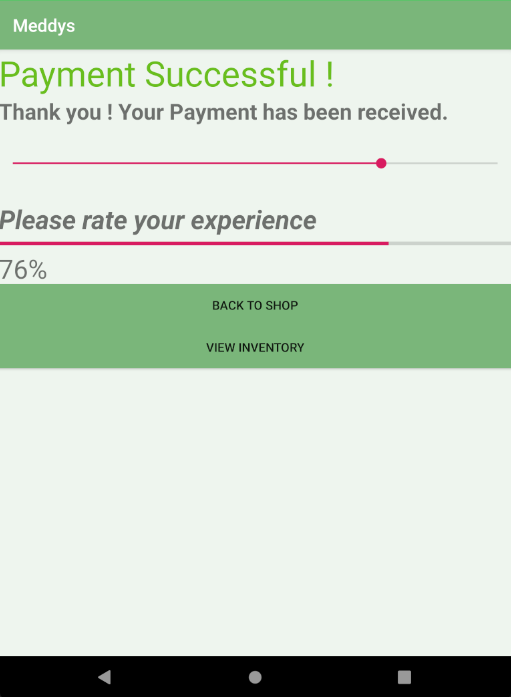 Meddys
Payment Successful !
Thank you ! Your Payment has been received.
Please rate your experience
76%
BACK TO SHOP
VIEW INVENTORY